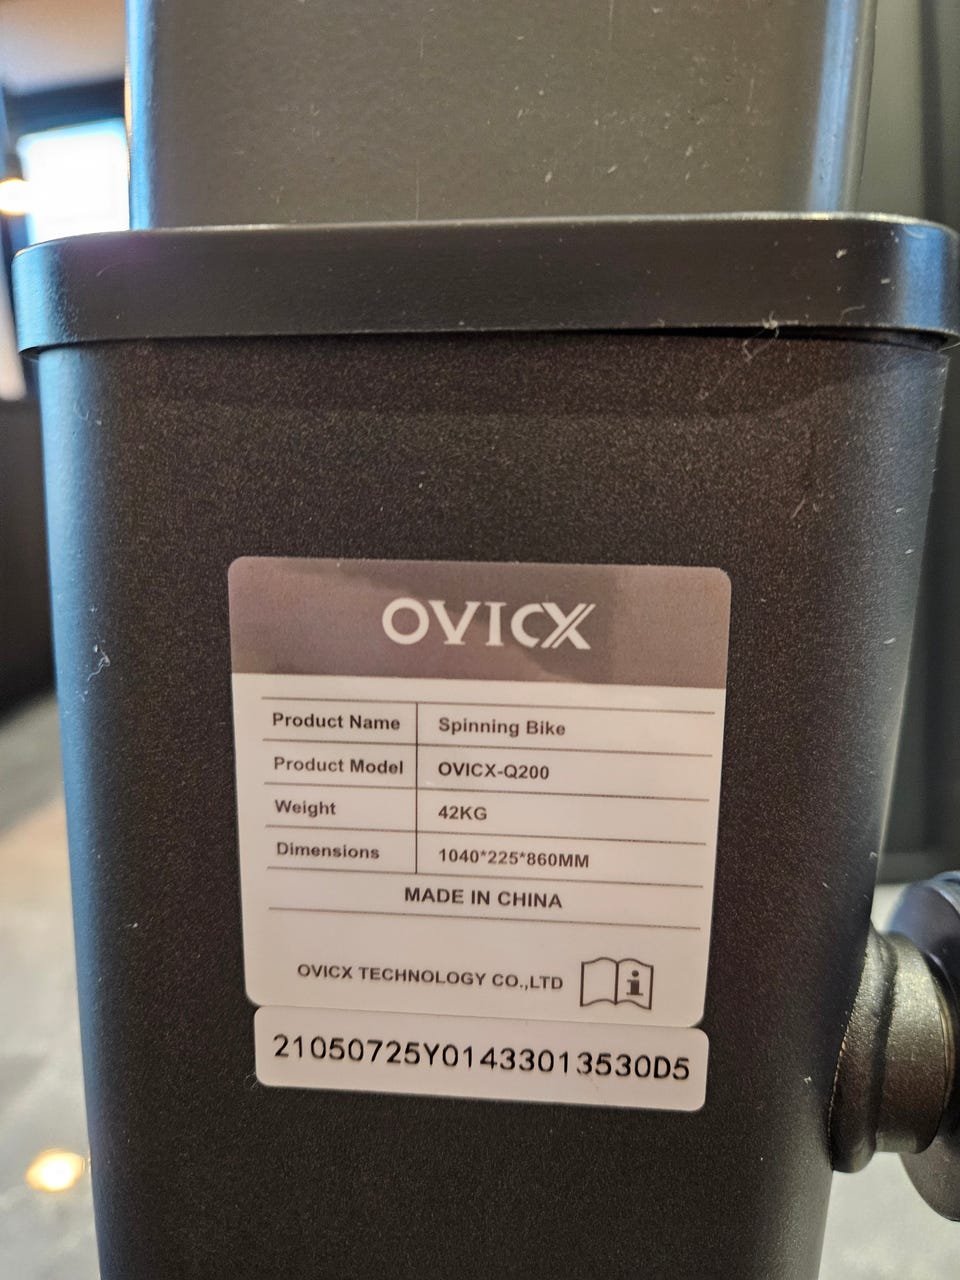 OVICX
Product Name Spinning Bike
Product Model OVICX-Q200
Weight 42KG
Dimensions 1040*225*860MM
MADE IN CHINA
OVICX TECHNOLOGY CO.,LTD i
21050725Y01433013530D5